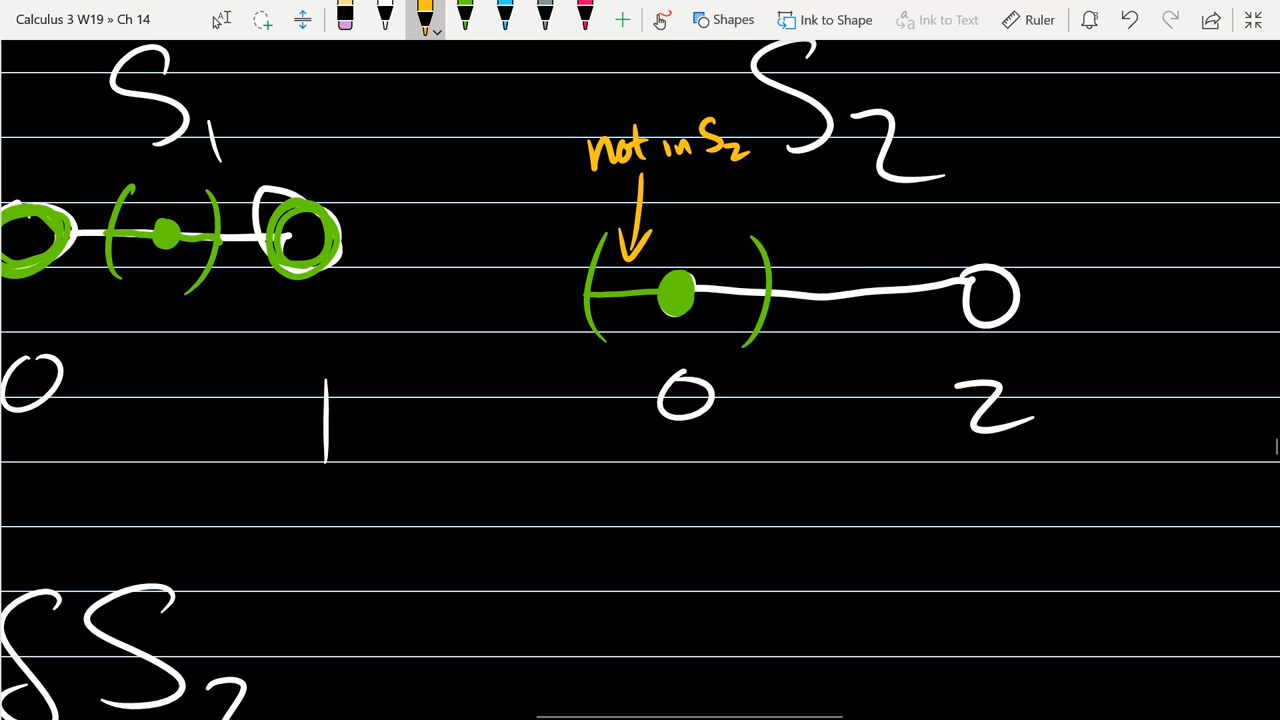 Calculus 3 W19 » Ch 14
Shapes
Ink to Shape
Ink to Text
Ruler
S1
S2
not in S2
0
1
0
2